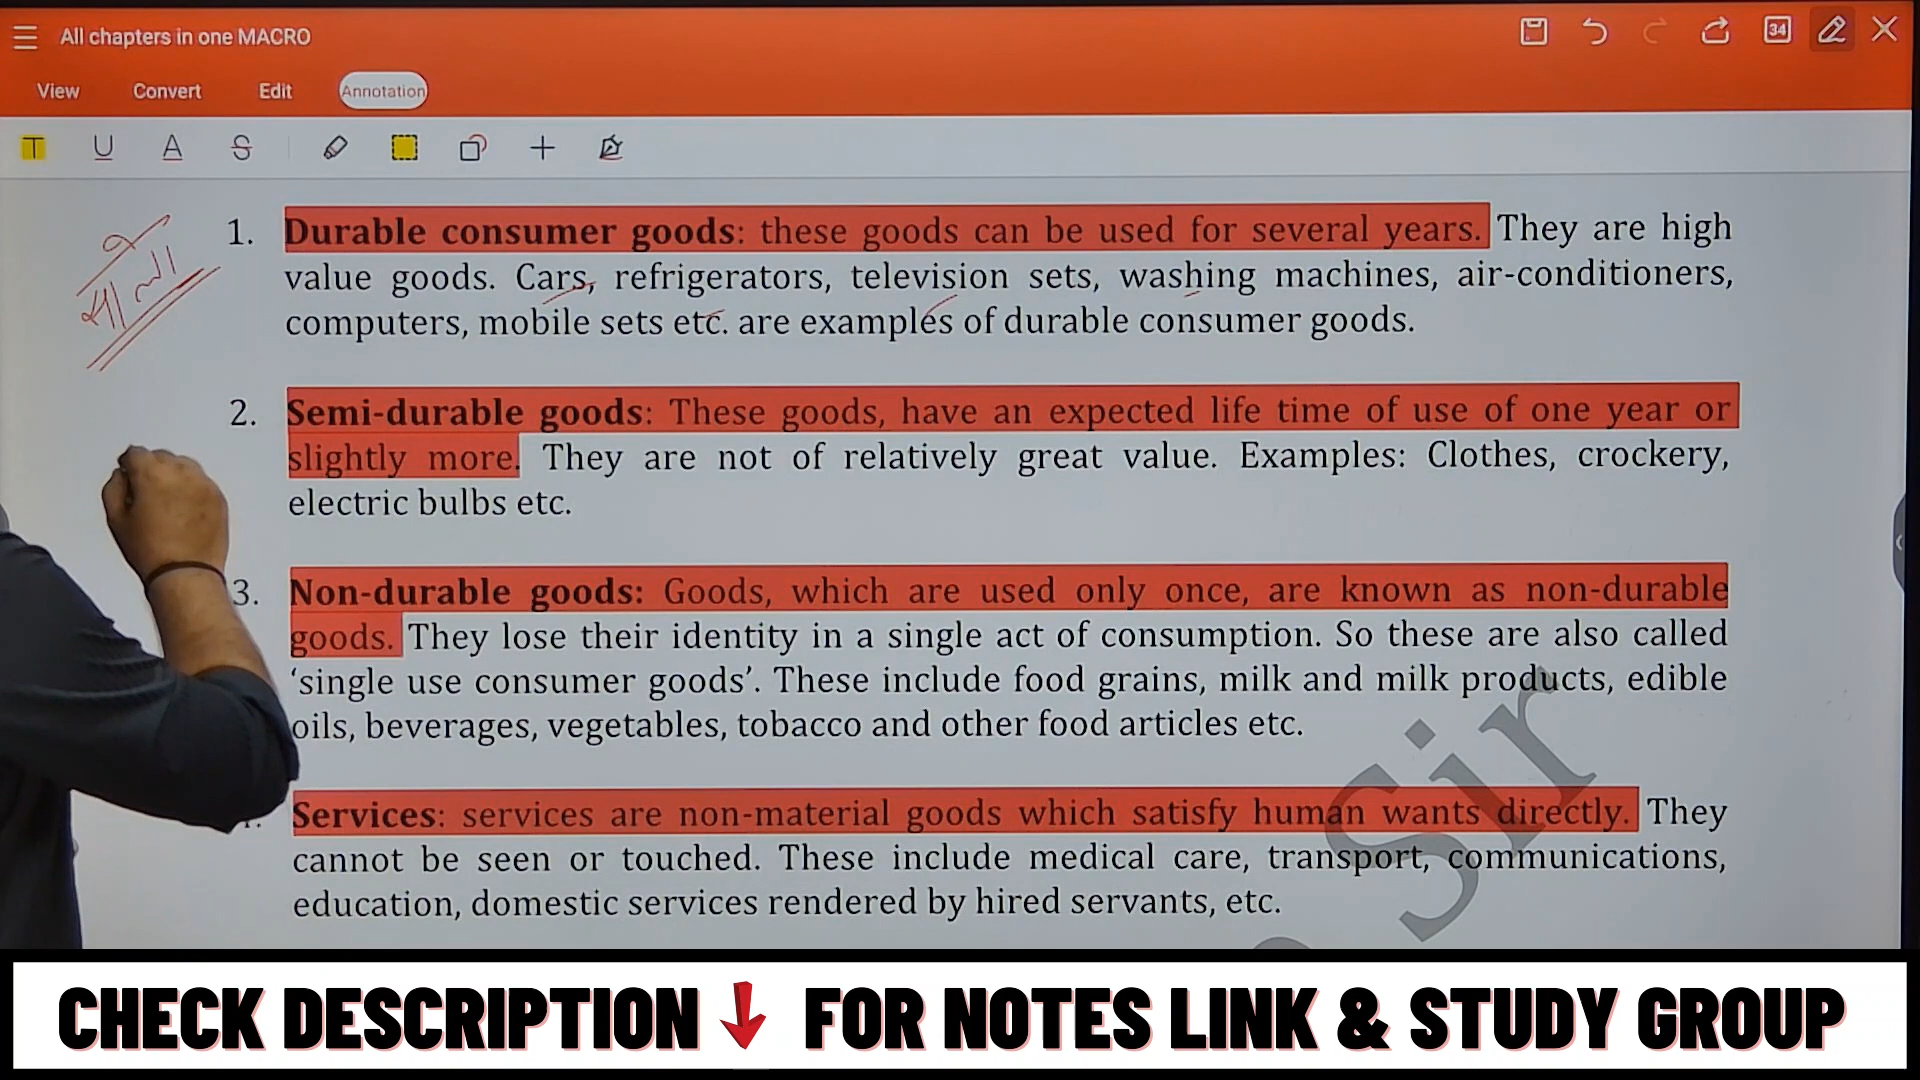 All chapters in one MACRO
34
View Convert Edit Annotation
T U A S
1. Durable consumer goods: these goods can be used for several years. They are high
value goods. Cars, refrigerators, television sets, washing machines, air-conditioners,
computers, mobile sets etc. are examples of durable consumer goods.
2. Semi-durable goods: These goods, have an expected life time of use of one year or
slightly more. They are not of relatively great value. Examples: Clothes, crockery,
electric bulbs etc.
3. Non-durable goods: Goods, which are used only once, are known as non-durable
goods. They lose their identity in a single act of consumption. So these are also called
‘single use consumer goods’. These include food grains, milk and milk products, edible
oils, beverages, vegetables, tobacco and other food articles etc.
Services: services are non-material goods which satisfy human wants directly. They
cannot be seen or touched. These include medical care, transport, communications,
education, domestic services rendered by hired servants, etc.
Sir
CHECK DESCRIPTION FOR NOTES LINK & STUDY GROUP